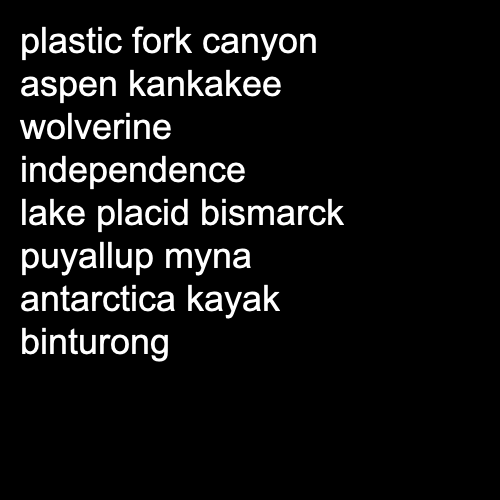 plastic fork canyon
aspen kankakee
wolverine
independence
lake placid bismarck
puyallup myna
antarctica kayak
binturong